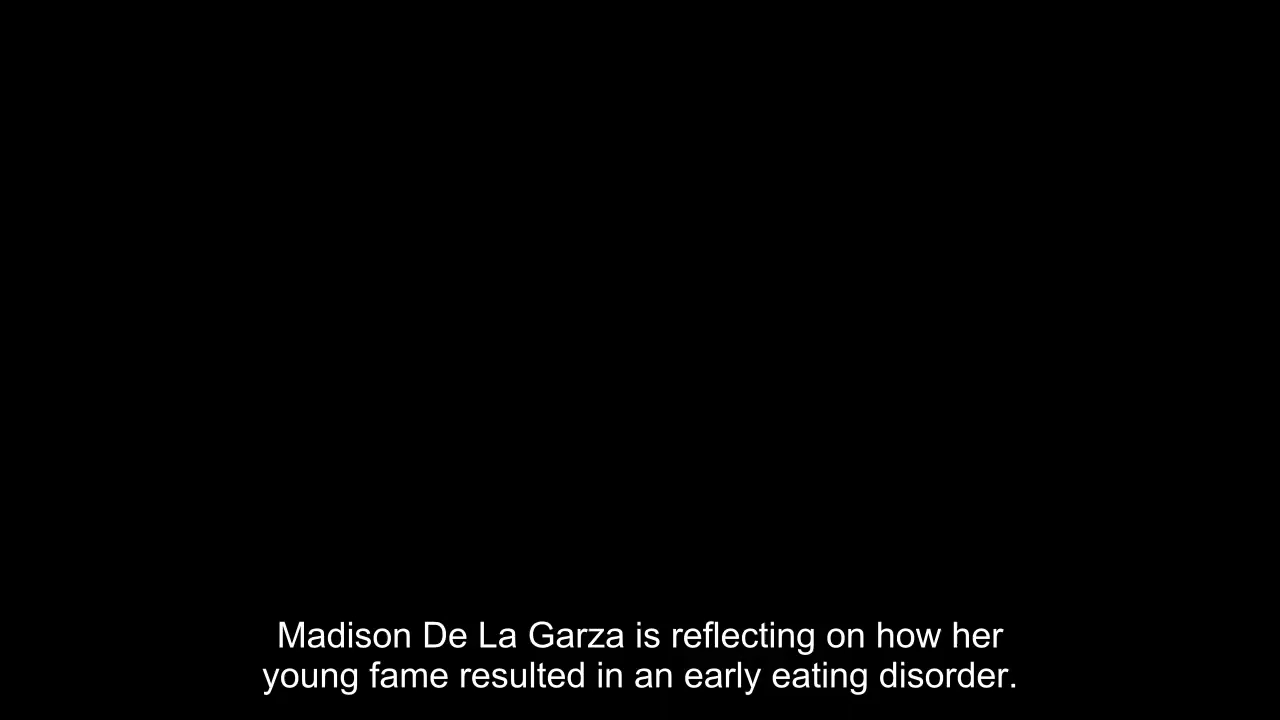 Madison De La Garza is reflecting on how her
young fame resulted in an early eating disorder.